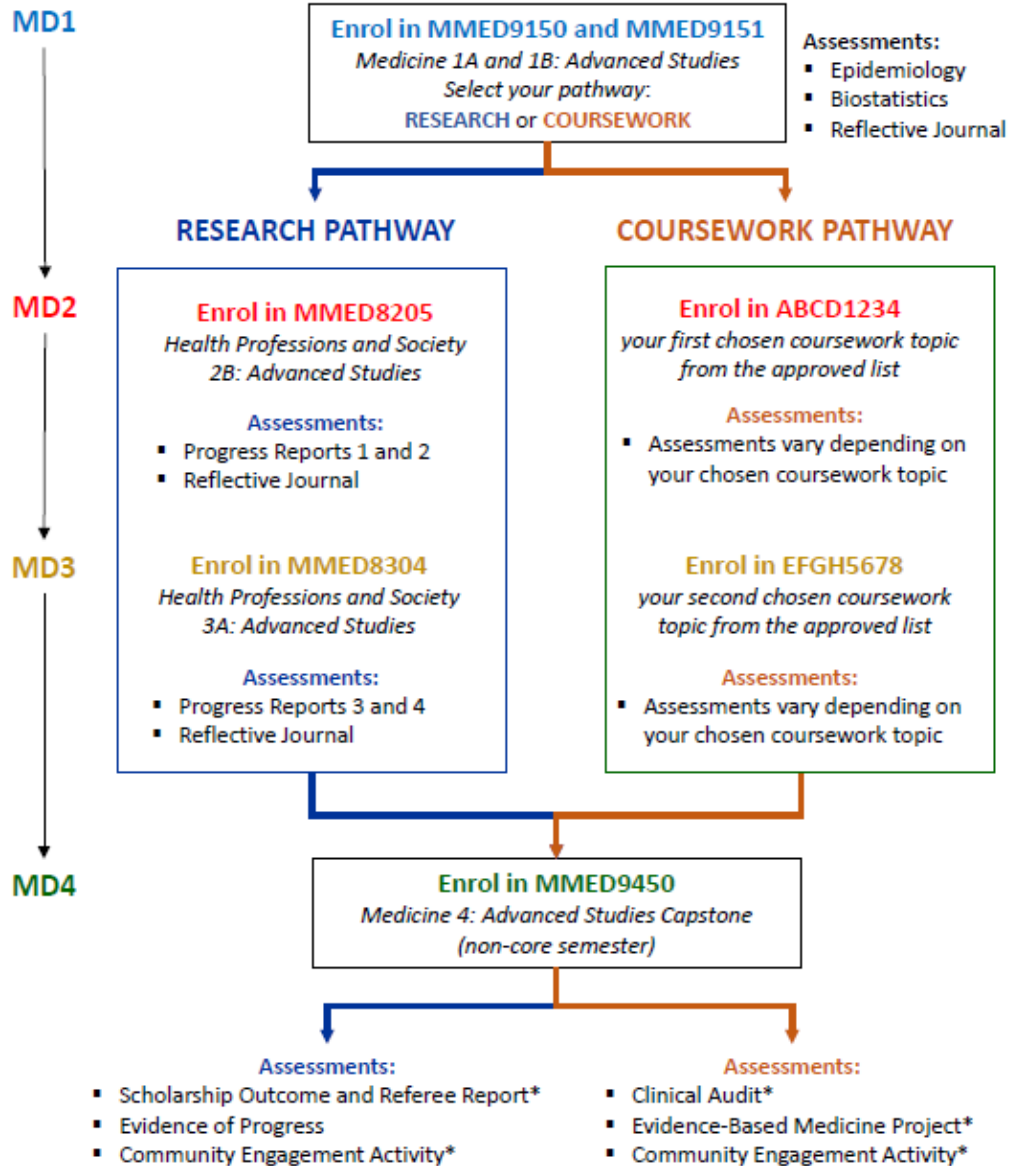 MD1
Enrol in MMED9150 and MMED9151
Medicine 1A and 1B: Advanced Studies
Select your pathway:
RESEARCH or COURSEWORK
Assessments:
▪ Epidemiology
▪ Biostatistics
▪ Reflective Journal
RESEARCH PATHWAY
COURSEWORK PATHWAY
MD2
Enrol in MMED8205
Health Professions and Society
2B: Advanced Studies
Assessments:
▪ Progress Reports 1 and 2
▪ Reflective Journal
Enrol in ABCD1234
your first chosen coursework topic
from the approved list
Assessments:
▪ Assessments vary depending on
your chosen coursework topic
MD3
Enrol in MMED8304
Health Professions and Society
3A: Advanced Studies
Assessments:
▪ Progress Reports 3 and 4
▪ Reflective Journal
Enrol in EFGH5678
your second chosen coursework
topic from the approved list
Assessments:
▪ Assessments vary depending on
your chosen coursework topic
MD4
Enrol in MMED9450
Medicine 4: Advanced Studies Capstone
(non-core semester)
Assessments:
▪ Scholarship Outcome and Referee Report*
▪ Evidence of Progress
▪ Community Engagement Activity*
Assessments:
▪ Clinical Audit*
▪ Evidence-Based Medicine Project*
▪ Community Engagement Activity*